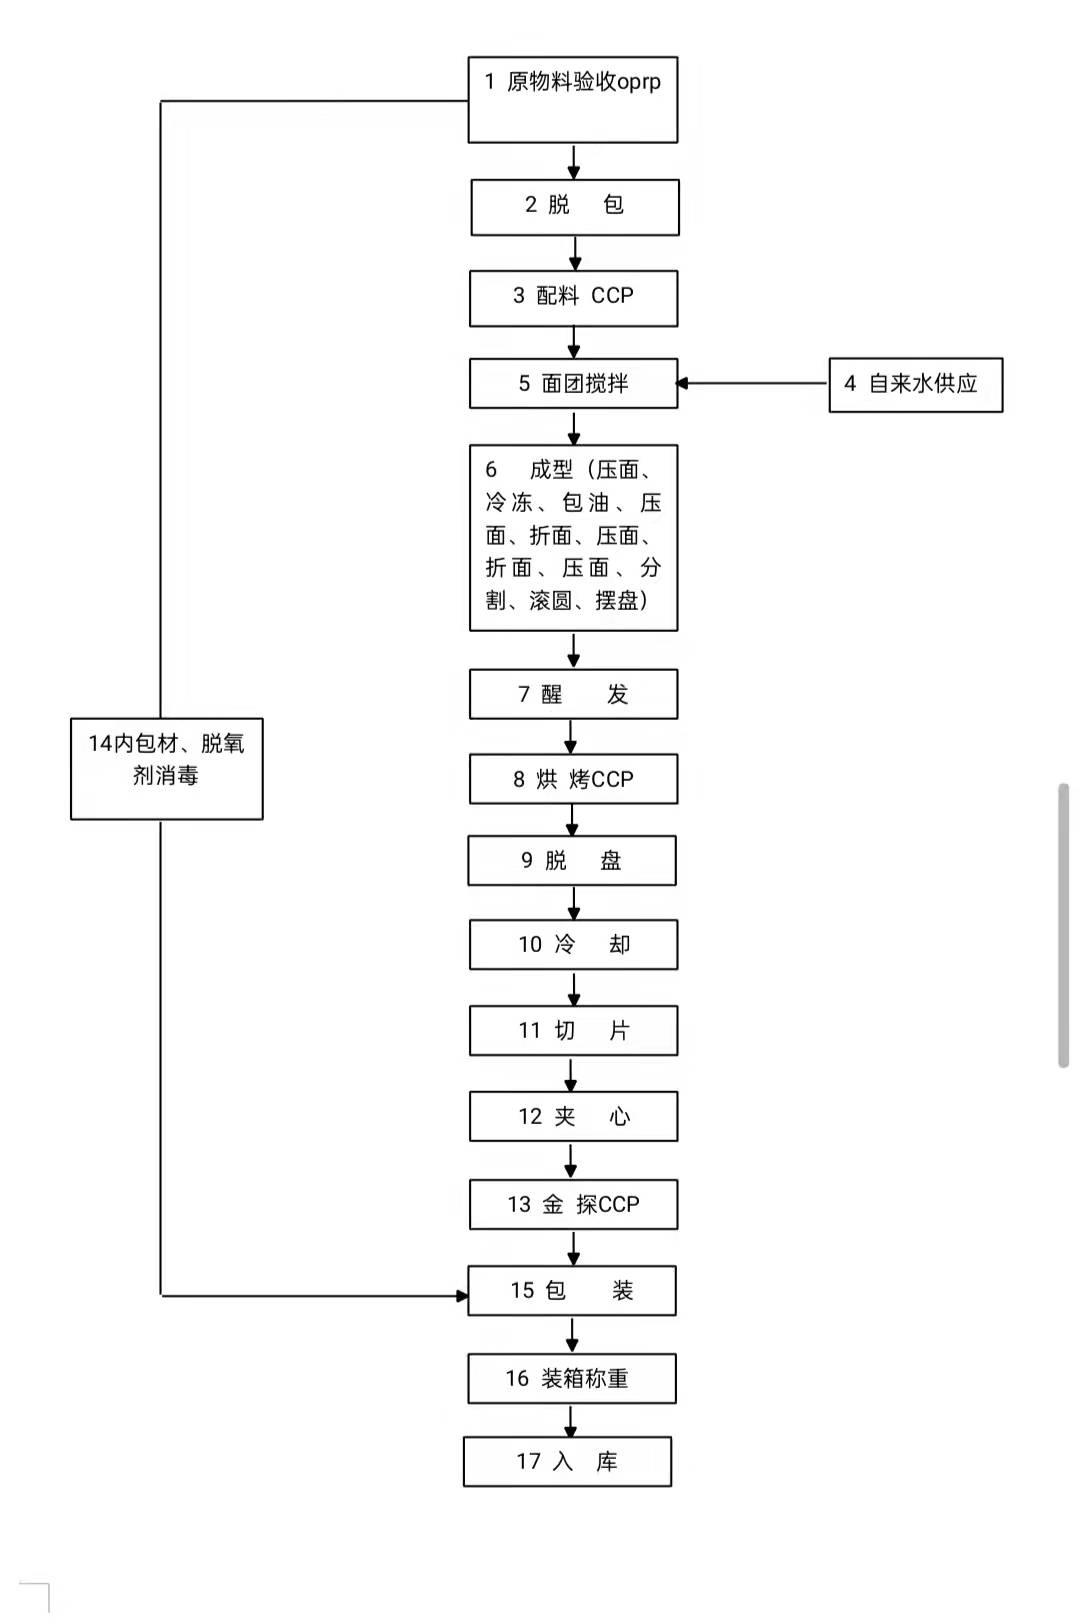 1 原物料验收oprp
2 脱 包
3 配料 CCP
5 面团搅拌
4 自来水供应
6 成型（压面、
冷冻、包油、压
面、折面、压面、
折面、压面、分
割、滚圆、摆盘）
7 醒 发
14内包材、脱氧
剂消毒
8 烘 烤CCP
9 脱 盘
10 冷 却
11 切 片
12 夹 心
13 金 探CCP
15 包 装
16 装箱称重
17 入 库